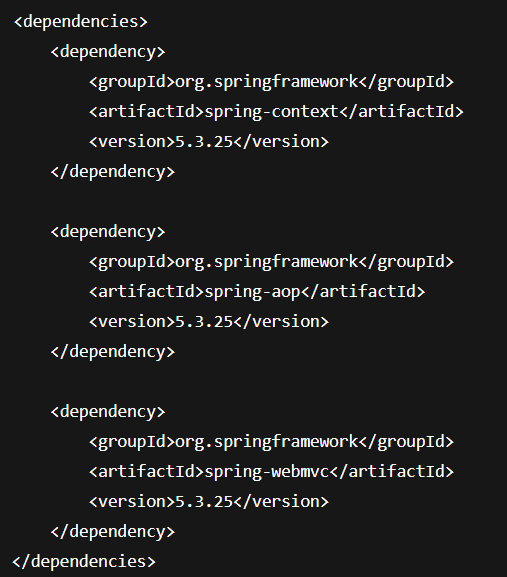 <dependencies>
    <dependency>
        <groupId>org.springframework</groupId>
        <artifactId>spring-context</artifactId>
        <version>5.3.25</version>
    </dependency>

    <dependency>
        <groupId>org.springframework</groupId>
        <artifactId>spring-aop</artifactId>
        <version>5.3.25</version>
    </dependency>

    <dependency>
        <groupId>org.springframework</groupId>
        <artifactId>spring-webmvc</artifactId>
        <version>5.3.25</version>
    </dependency>
</dependencies>